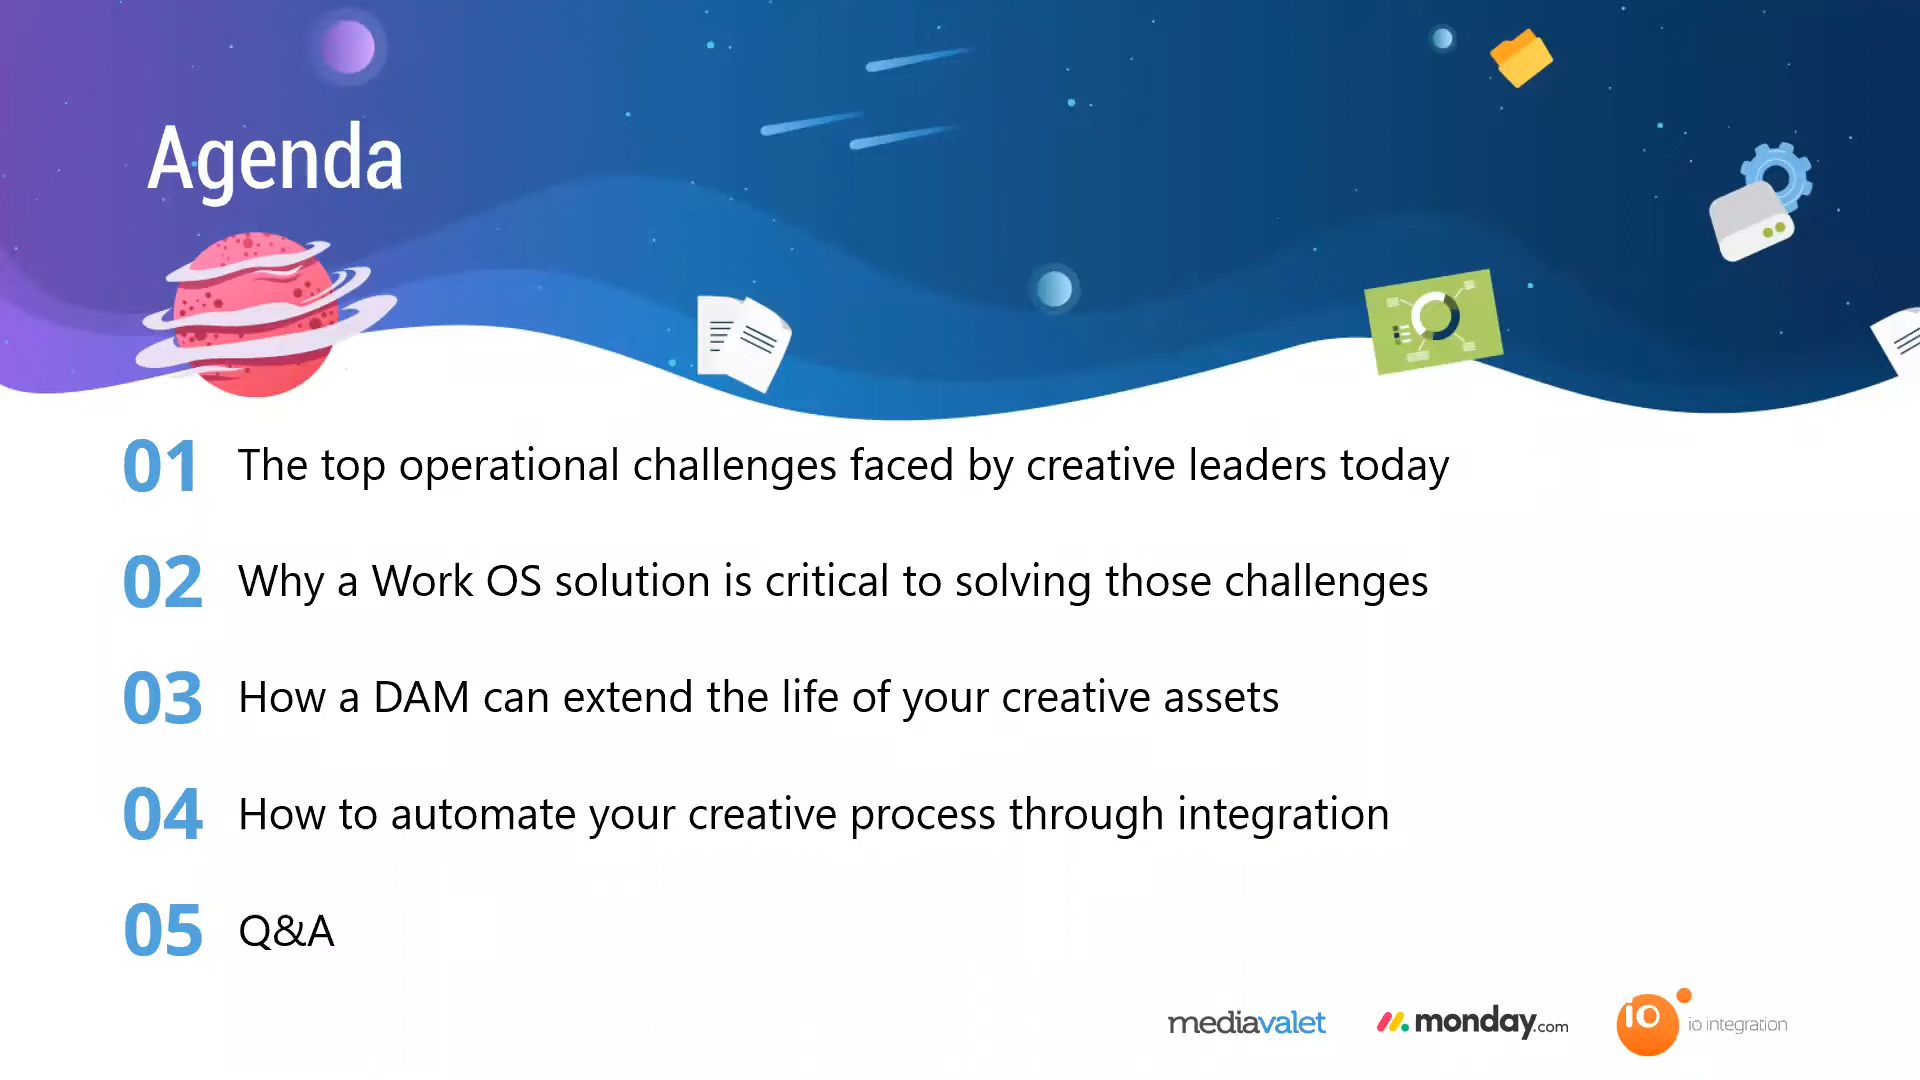 Agenda
01 The top operational challenges faced by creative leaders today
02 Why a Work OS solution is critical to solving those challenges
03 How a DAM can extend the life of your creative assets
04 How to automate your creative process through integration
05 Q&A
mediavalet monday.com io io integration